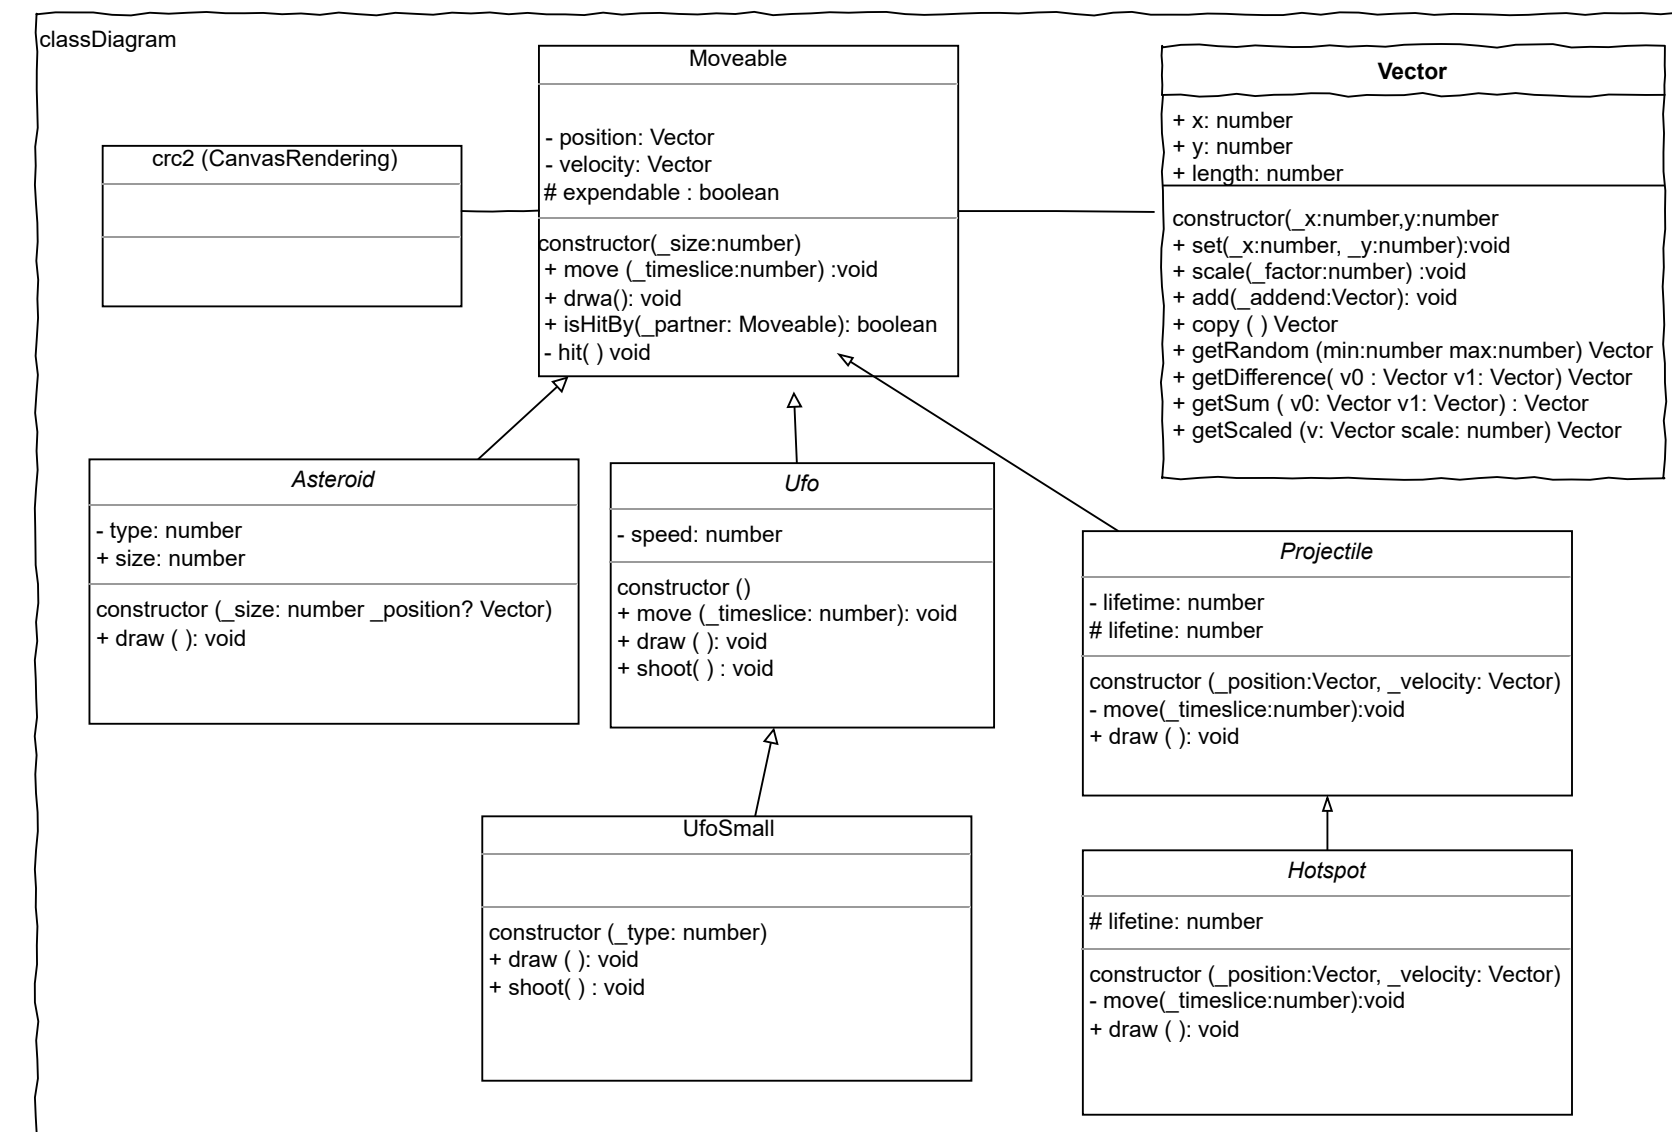 classDiagram
Moveable
- position: Vector
- velocity: Vector
# expendable : boolean
constructor(_size:number)
+ move (_timeslice:number) :void
+ drwa(): void
+ isHitBy(_partner: Moveable): boolean
- hit( ) void
Vector
+ x: number
+ y: number
+ length: number
constructor(_x:number,y:number
+ set(_x:number, _y:number):void
+ scale(_factor:number) :void
+ add(_addend:Vector): void
+ copy ( ) Vector
+ getRandom (min:number max:number) Vector
+ getDifference( v0 : Vector v1: Vector) Vector
+ getSum ( v0: Vector v1: Vector) : Vector
+ getScaled (v: Vector scale: number) Vector
crc2 (CanvasRendering)
Asteroid
- type: number
+ size: number
constructor (_size: number _position? Vector)
+ draw ( ): void
Ufo
- speed: number
constructor ()
+ move (_timeslice: number): void
+ draw ( ): void
+ shoot( ) : void
Projectile
- lifetime: number
# lifetine: number
constructor (_position:Vector, _velocity: Vector)
- move(_timeslice:number):void
+ draw ( ): void
UfoSmall
constructor (_type: number)
+ draw ( ): void
+ shoot( ) : void
Hotspot
# lifetine: number
constructor (_position:Vector, _velocity: Vector)
- move(_timeslice:number):void
+ draw ( ): void